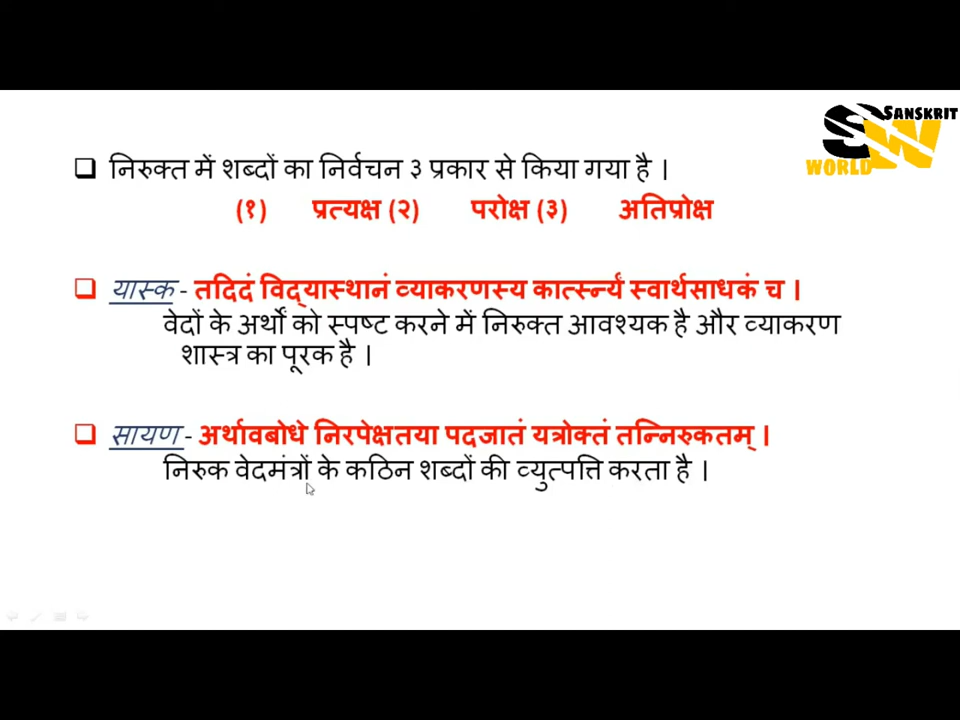 SANSKRIT
SW
WORLD
निरुक्त में शब्दों का निर्वचन ३ प्रकार से किया गया है ।
(१) प्रत्यक्ष (२) परोक्ष (३) अतिप्रोक्ष
यास्क - तदिदं विद्यास्थानं व्याकरणस्य कार्त्स्न्यं स्वार्थसाधकं च ।
वेदों के अर्थों को स्पष्ट करने में निरुक्त आवश्यक है और व्याकरण
शास्त्र का पूरक है ।
सायण - अर्थावबोधे निरपेक्षतया पदजातं यत्रोक्तं तन्निरुकतम् ।
निरुक वेदमंत्रों के कठिन शब्दों की व्युत्पत्ति करता है ।